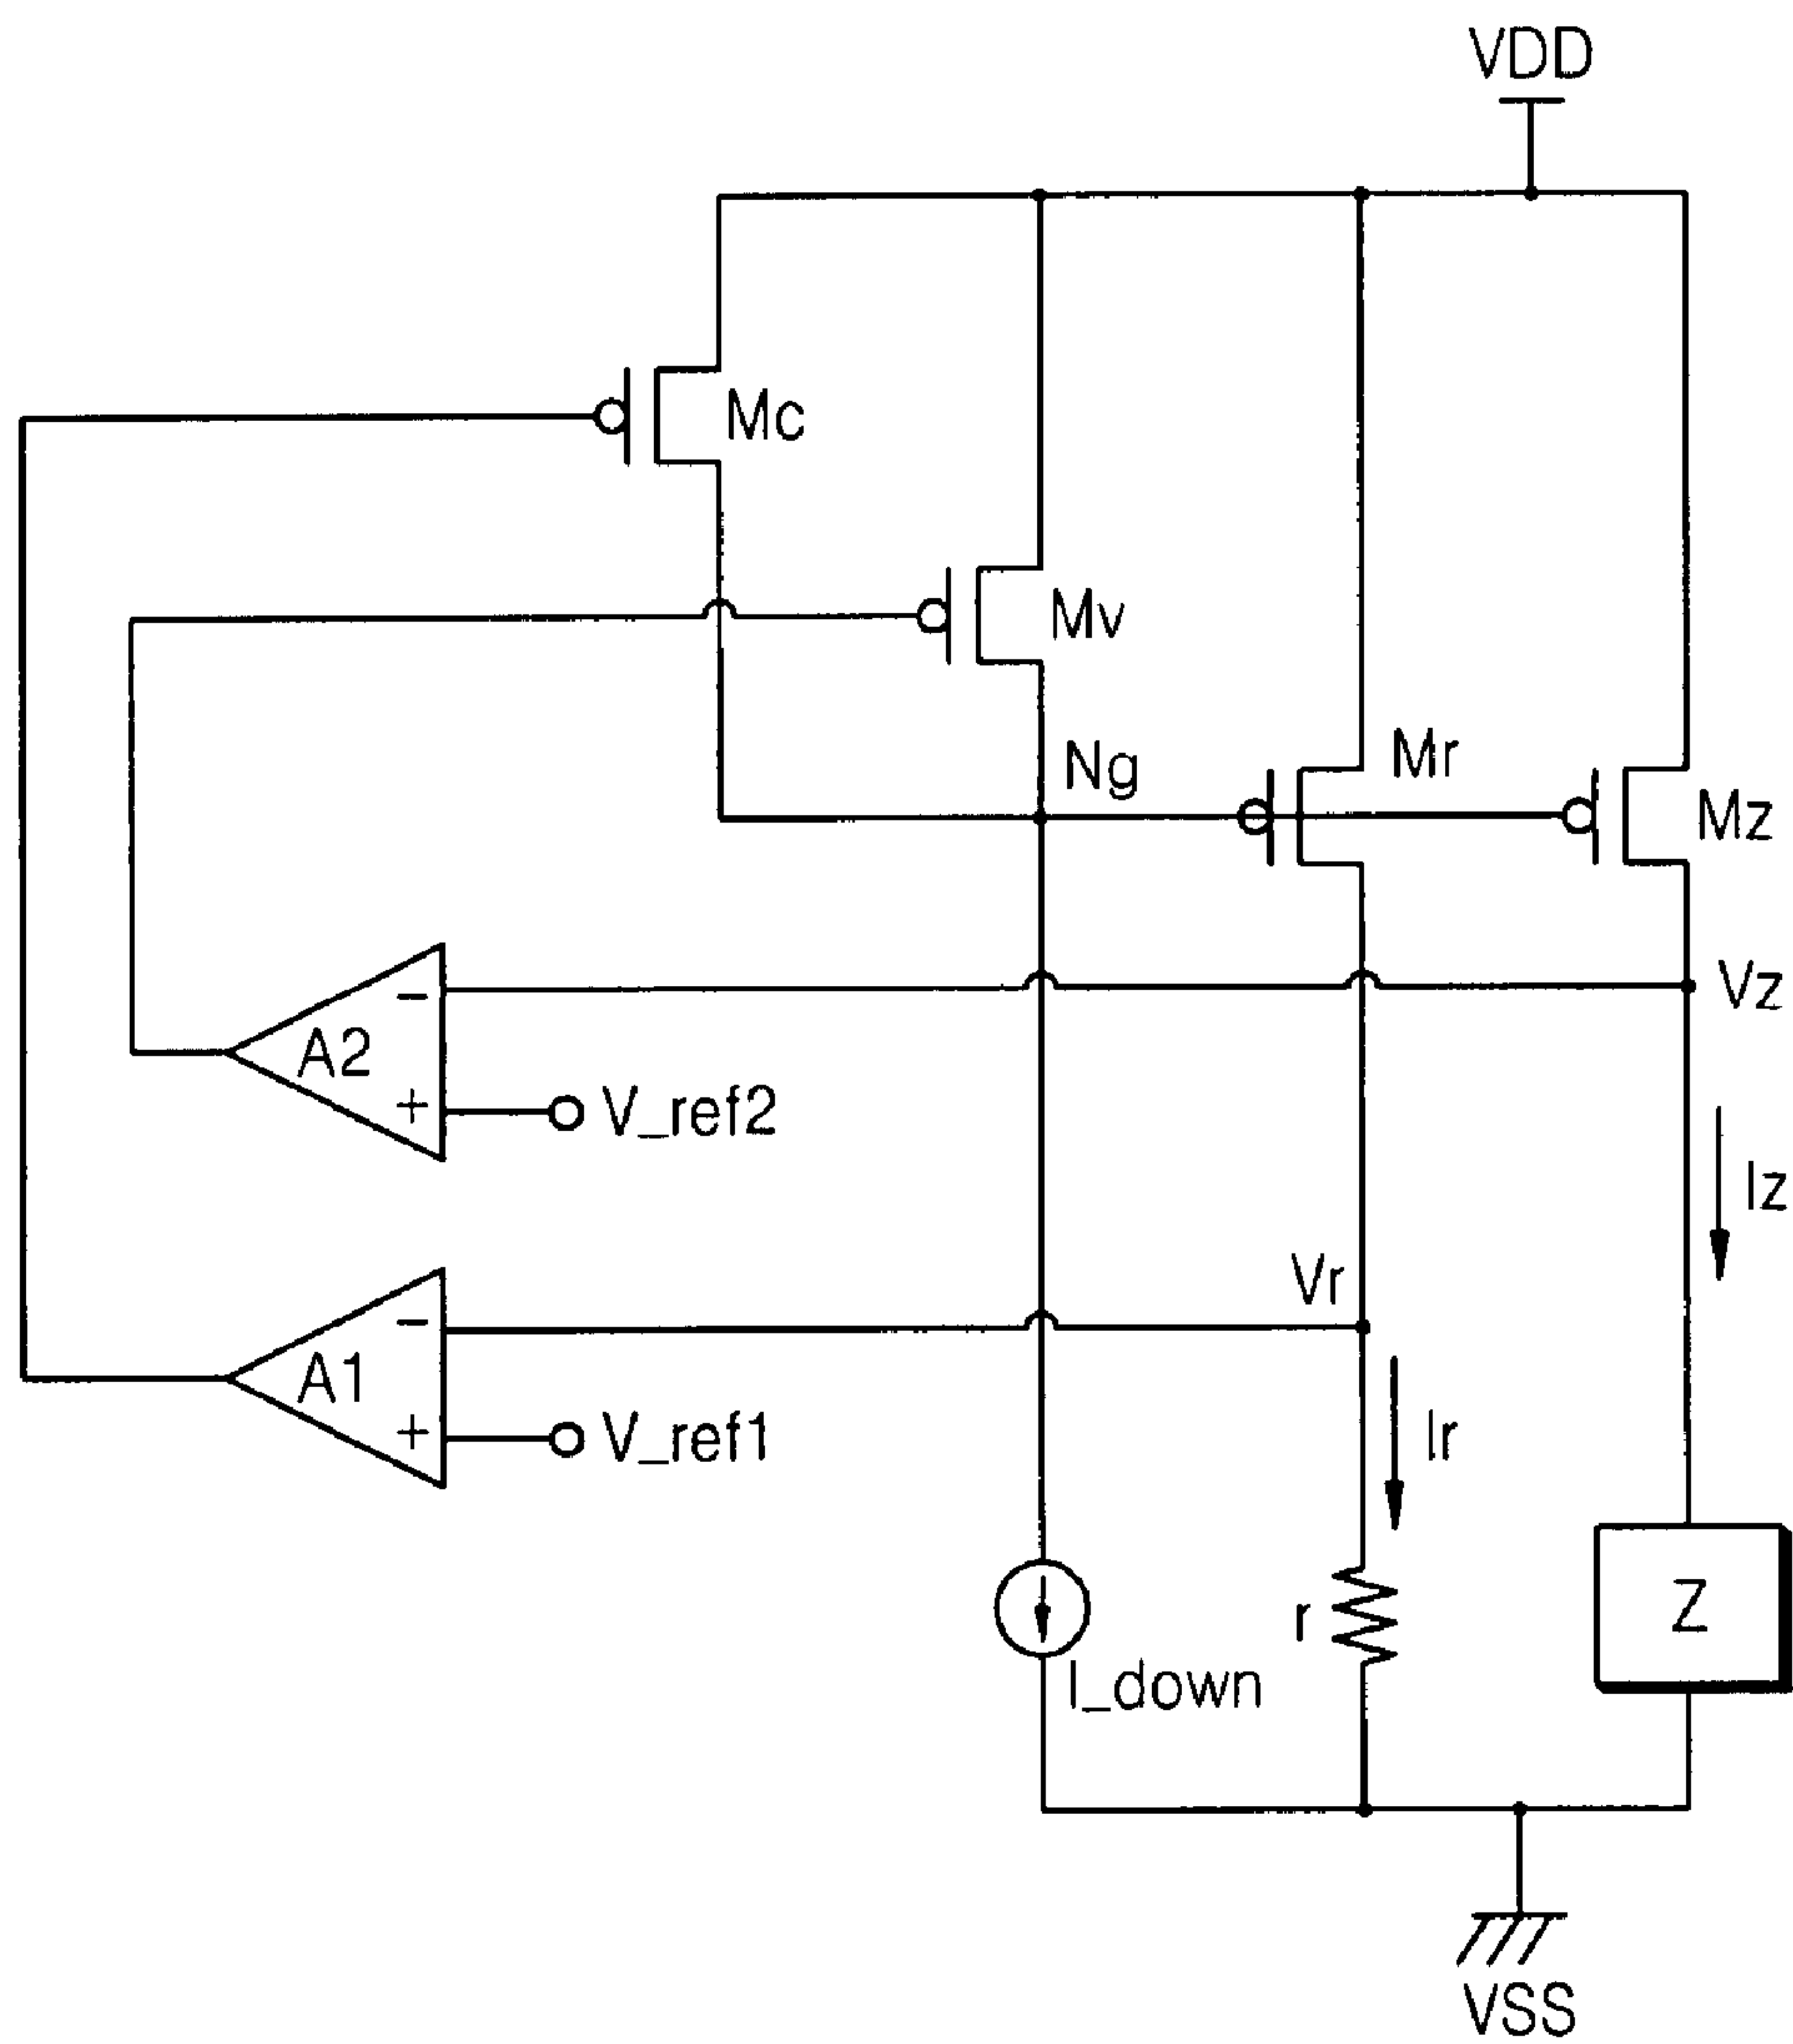 VDD
Mc
Mv
Ng
Mr
Mz
Vz
−
A2
+
V_ref2
Iz
Vr
−
A1
+
V_ref1
Ir
r
Z
I_down
VSS